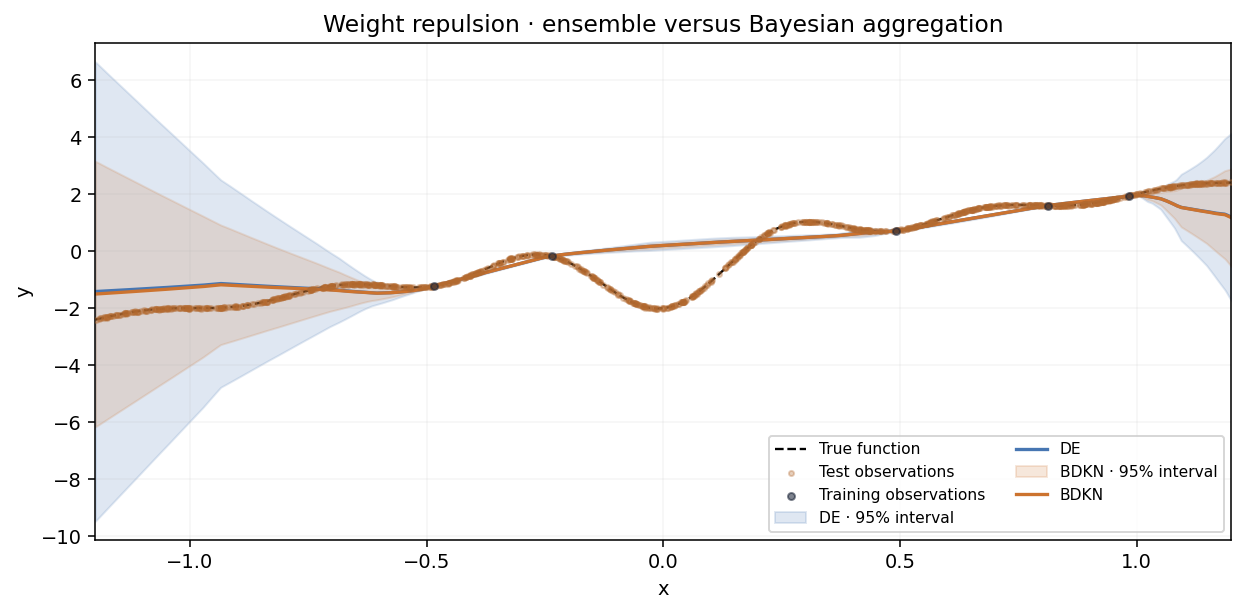 Weight repulsion · ensemble versus Bayesian aggregation
y
6
4
2
0
−2
−4
−6
−8
−10
−1.0
−0.5
0.0
0.5
1.0
x
True function
Test observations
Training observations
DE · 95% interval
DE
BDKN · 95% interval
BDKN